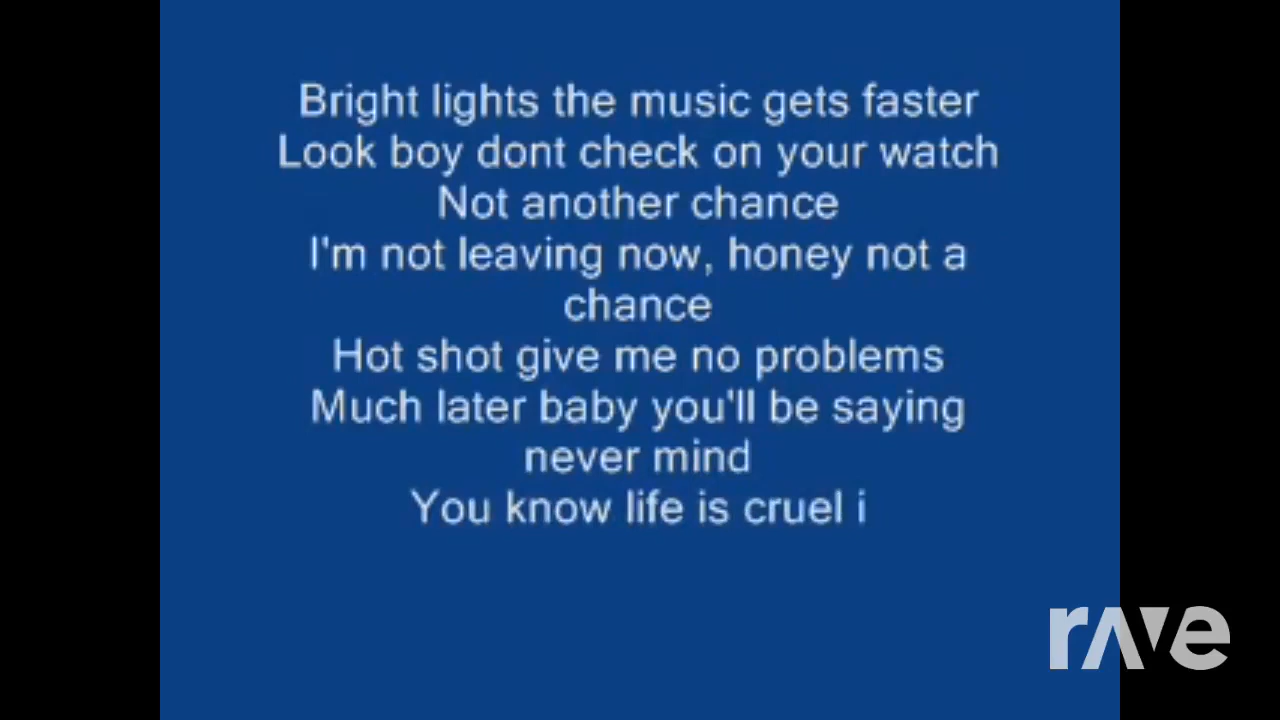 Bright lights the music gets faster
Look boy dont check on your watch
Not another chance
I'm not leaving now, honey not a
chance
Hot shot give me no problems
Much later baby you'll be saying
never mind
You know life is cruel i
rave